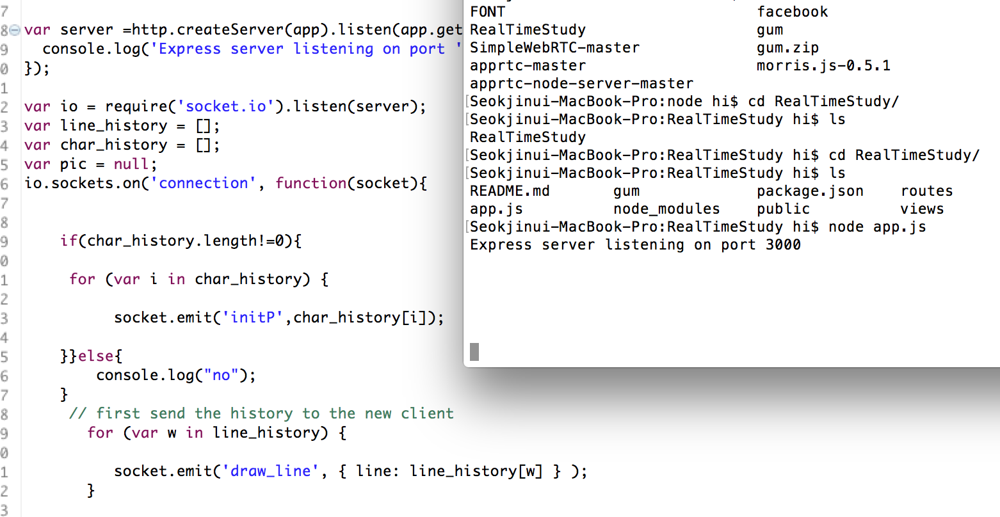 7
8 var server =http.createServer(app).listen(app.get
9 console.log('Express server listening on port '
0 });
1
2 var io = require('socket.io').listen(server);
3 var line_history = [];
4 var char_history = [];
5 var pic = null;
6 io.sockets.on('connection', function(socket){
7
8
9 if(char_history.length!=0){
0
1 for (var i in char_history) {
2
3 socket.emit('initP',char_history[i]);
4
5 }}else{
6 console.log("no");
7 }
8 // first send the history to the new client
9 for (var w in line_history) {
0
1 socket.emit('draw_line', { line: line_history[w] } );
2 }
3
FONT facebook
RealTimeStudy gum
SimpleWebRTC-master gum.zip
apprtc-master morris.js-0.5.1
apprtc-node-server-master
[Seokjinui-MacBook-Pro:node hi$ cd RealTimeStudy/
[Seokjinui-MacBook-Pro:RealTimeStudy hi$ ls
RealTimeStudy
[Seokjinui-MacBook-Pro:RealTimeStudy hi$ cd RealTimeStudy/
[Seokjinui-MacBook-Pro:RealTimeStudy hi$ ls
README.md gum package.json routes
app.js node_modules public views
[Seokjinui-MacBook-Pro:RealTimeStudy hi$ node app.js
Express server listening on port 3000